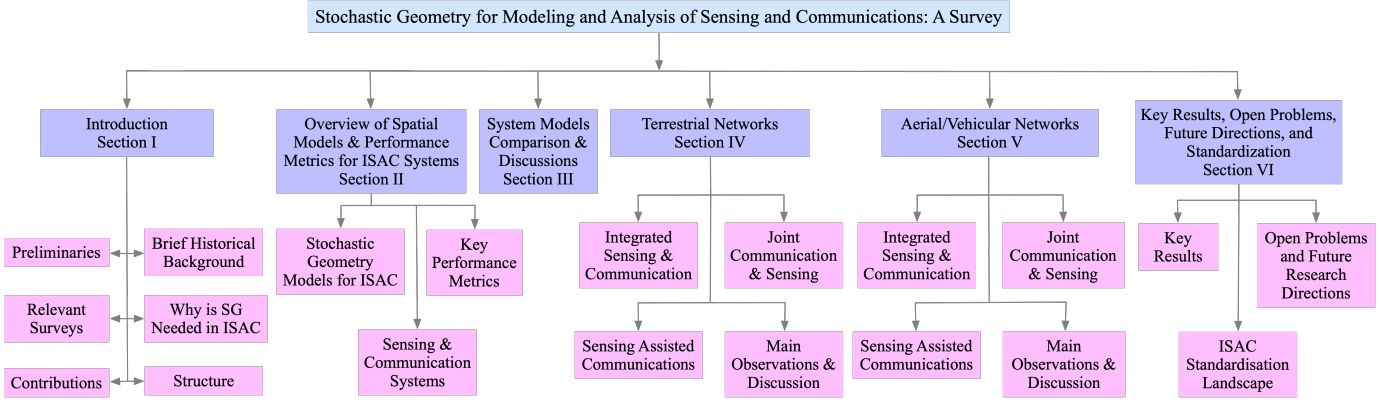 Stochastic Geometry for Modeling and Analysis of Sensing and Communications: A Survey
Introduction
Section I
Preliminaries
Brief Historical
Background
Relevant
Surveys
Why is SG
Needed in ISAC
Contributions
Structure
Overview of Spatial
Models & Performance
Metrics for ISAC Systems
Section II
Stochastic
Geometry
Models for ISAC
Key
Performance
Metrics
Sensing &
Communication
Systems
System Models
Comparison &
Discussions
Section III
Terrestrial Networks
Section IV
Integrated
Sensing &
Communication
Joint
Communication
& Sensing
Sensing Assisted
Communications
Main
Observations &
Discussion
Aerial/Vehicular Networks
Section V
Integrated
Sensing &
Communication
Joint
Communication
& Sensing
Sensing Assisted
Communications
Main
Observations &
Discussion
Key Results, Open Problems,
Future Directions, and
Standardization
Section VI
Key
Results
Open Problems
and Future
Research
Directions
ISAC
Standardisation
Landscape